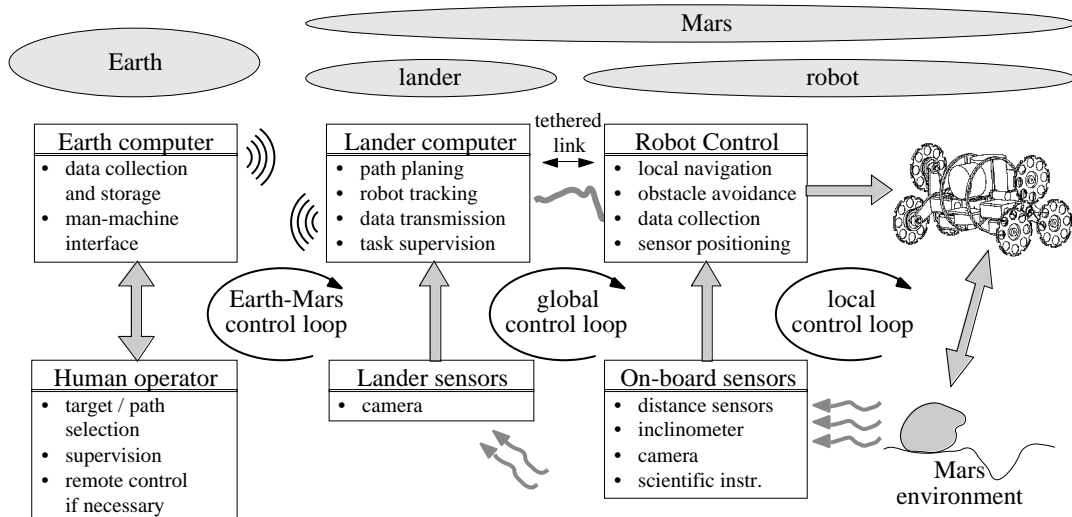 Mars
Earth
lander
robot
Earth computer
• data collection
and storage
• man-machine
interface
Lander computer
• path planing
• robot tracking
• data transmission
• task supervision
tethered
link
Robot Control
• local navigation
• obstacle avoidance
• data collection
• sensor positioning
Earth-Mars
control loop
global
control loop
local
control loop
Human operator
• target / path
selection
• supervision
• remote control
if necessary
Lander sensors
• camera
On-board sensors
• distance sensors
• inclinometer
• camera
• scientific instr.
Mars
environment